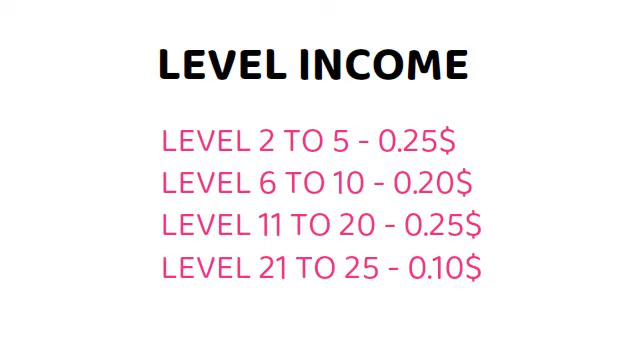 LEVEL INCOME
LEVEL 2 TO 5 - 0.25$
LEVEL 6 TO 10 - 0.20$
LEVEL 11 TO 20 - 0.25$
LEVEL 21 TO 25 - 0.10$